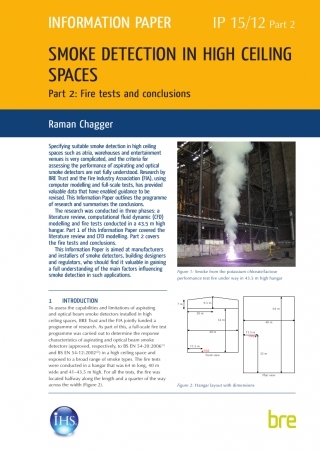 INFORMATION PAPER
IP 15/12 Part 2
SMOKE DETECTION IN HIGH CEILING
SPACES
Part 2: Fire tests and conclusions
Raman Chagger
Specifying suitable smoke detection in high ceiling
spaces such as atria, warehouses and entertainment
venues is very complicated, and the criteria for
assessing the performance of aspirating and optical
smoke detectors are not fully understood. Research by
BRE Trust and the Fire Industry Association (FIA), using
computer modelling and full-scale tests, has provided
valuable data that have enabled guidance to be
revised. This Information Paper outlines the programme
of research and summarises the conclusions.
The research was conducted in three phases: a
literature review, computational fluid dynamic (CFD)
modelling and fire tests conducted in a 43.5 m high
hangar. Part 1 of this Information Paper covered the
literature review and CFD modelling. Part 2 covers
the fire tests and conclusions.
This Information Paper is aimed at manufacturers
and installers of smoke detectors, building designers
and regulators, who should find it valuable in gaining
a full understanding of the main factors influencing
smoke detection in such applications.
1 INTRODUCTION
To assess the capabilities and limitations of aspirating
and optical beam smoke detectors installed in high
ceiling spaces, BRE Trust and the FIA jointly funded a
programme of research. As part of this, a full-scale fire test
programme was carried out to determine the response
characteristics of aspirating and optical beam smoke
detectors (approved, respectively, to BS EN 54-20:2006
and BS EN 54-12:2002) in a high ceiling space and
exposed to a broad range of smoke types. The fire tests
were conducted in a hangar that was 64 m long, 40 m
wide and 41–43.5 m high. For all the tests, the fire was
located halfway along the length and a quarter of the way
across the width (Figure 2).
Figure 1: Smoke from the potassium chlorate/lactose
performance test fire under way in 43.5 m high hangar
Figure 2: Hangar layout with dimensions
IHS
bre